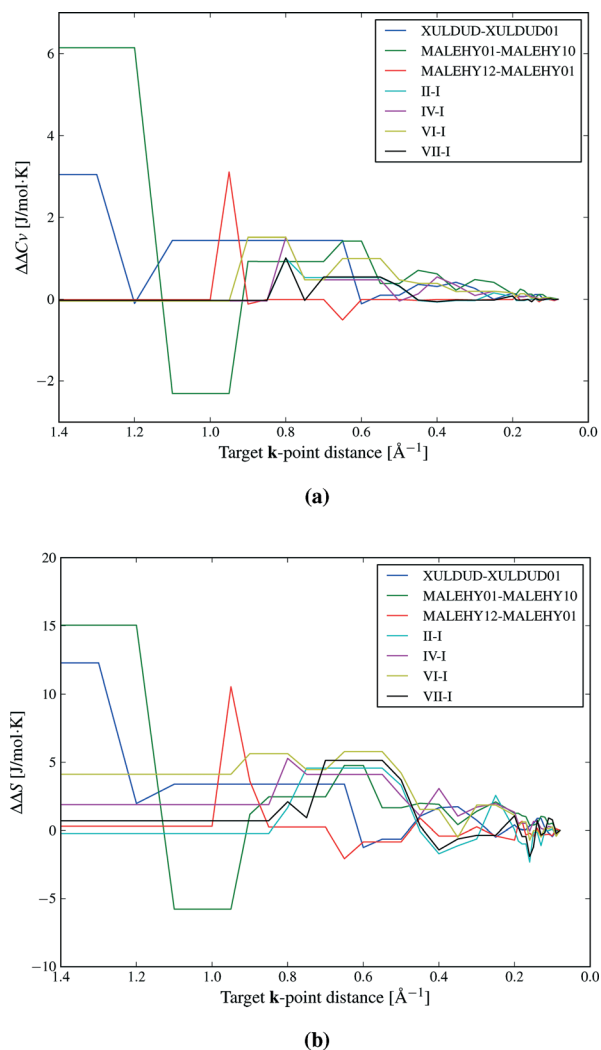 XULDUD-XULDUD01
MALEHY01-MALEHY10
MALEHY12-MALEHY01
II-I
IV-I
VI-I
VII-I
6
4
2
0
−2
ΔΔCv [J/mol·K]
1.4 1.2 1.0 0.8 0.6 0.4 0.2 0.0
Target k-point distance [Å⁻¹]
(a)
XULDUD-XULDUD01
MALEHY01-MALEHY10
MALEHY12-MALEHY01
II-I
IV-I
VI-I
VII-I
20
15
10
5
0
−5
−10
ΔΔS [J/mol·K]
1.4 1.2 1.0 0.8 0.6 0.4 0.2 0.0
Target k-point distance [Å⁻¹]
(b)